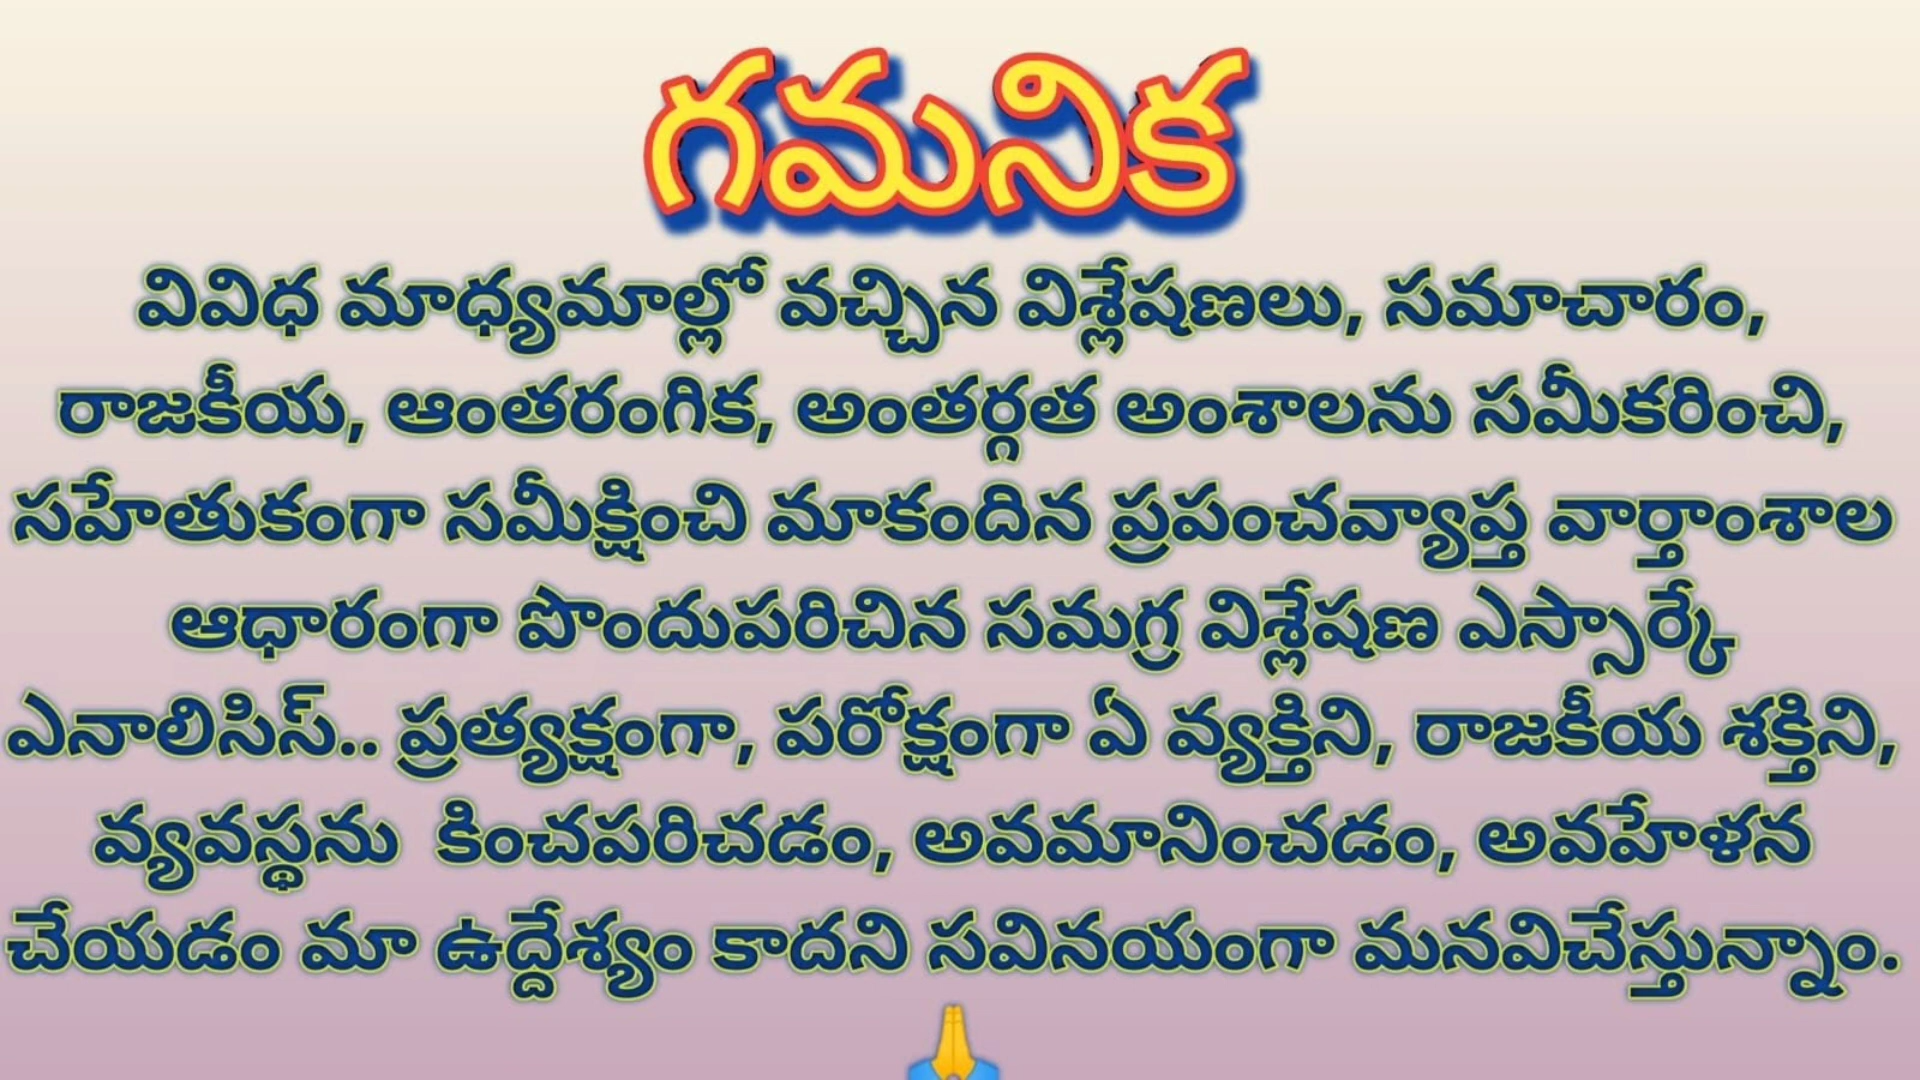 గమనిక
వివిధ మాధ్యమాల్లో వచ్చిన విశ్లేషణలు, సమాచారం,
రాజకీయ, ఆంతరంగిక, అంతర్గత అంశాలను సమీకరించి,
సహేతుకంగా సమీక్షించి మాకందిన ప్రపంచవ్యాప్త వార్తాంశాల
ఆధారంగా పొందుపరిచిన సమగ్ర విశ్లేషణ ఎస్సార్కే
ఎనాలిసిస్.. ప్రత్యక్షంగా, పరోక్షంగా ఏ వ్యక్తిని, రాజకీయ శక్తిని,
వ్యవస్థను కించపరిచడం, అవమానించడం, అవహేళన
చేయడం మా ఉద్దేశ్యం కాదని సవినయంగా మనవిచేస్తున్నాం.
🙏